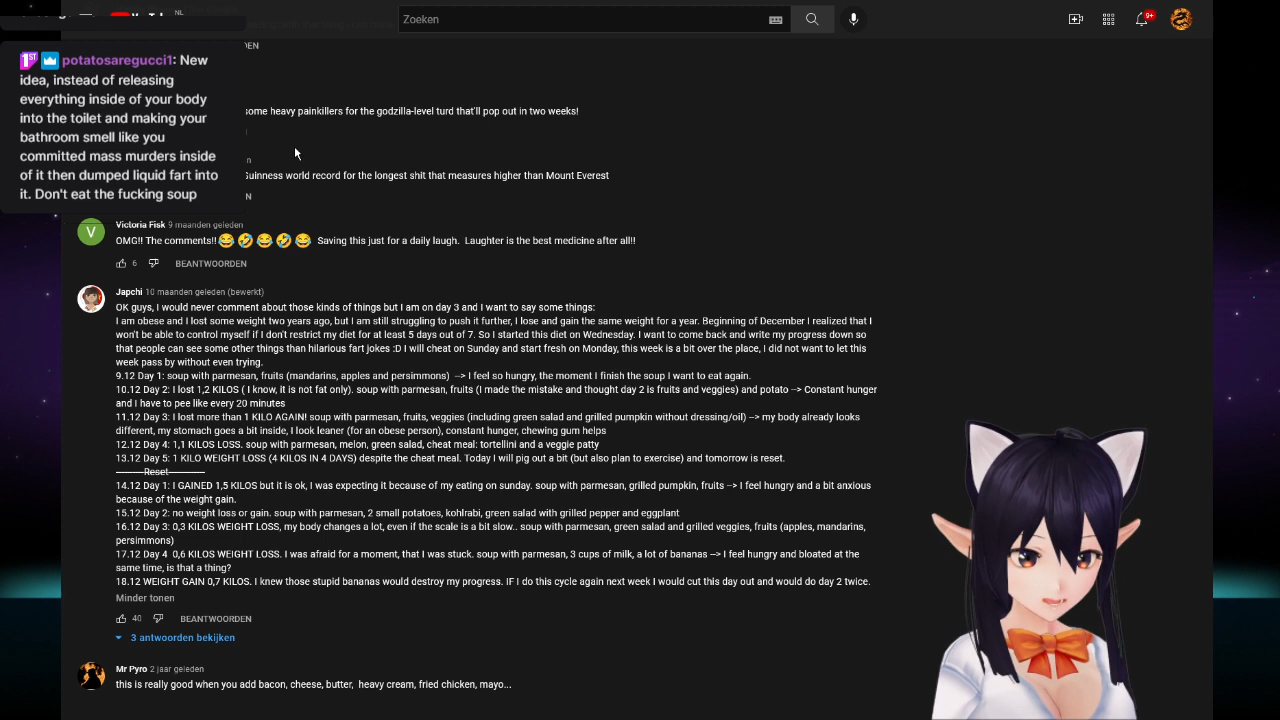 NL
Zoeken
9+
1ST potatosaregucci1: New
idea, instead of releasing
everything inside of your body
into the toilet and making your
bathroom smell like you
committed mass murders inside
of it then dumped liquid fart into
it. Don't eat the fucking soup
DEN
some heavy painkillers for the godzilla-level turd that'll pop out in two weeks!
Guinness world record for the longest shit that measures higher than Mount Everest
EN
Victoria Fisk 9 maanden geleden
V
OMG!! The comments!!😂🤣😂🤣😂 Saving this just for a daily laugh. Laughter is the best medicine after all!!
6 BEANTWOORDEN
Japchi 10 maanden geleden (bewerkt)
OK guys, I would never comment about those kinds of things but I am on day 3 and I want to say some things:
I am obese and I lost some weight two years ago, but I am still struggling to push it further, I lose and gain the same weight for a year. Beginning of December I realized that I
won't be able to control myself if I don't restrict my diet for at least 5 days out of 7. So I started this diet on Wednesday. I want to come back and write my progress down so
that people can see some other things than hilarious fart jokes :D I will cheat on Sunday and start fresh on Monday, this week is a bit over the place, I did not want to let this
week pass by without even trying.
9.12 Day 1: soup with parmesan, fruits (mandarins, apples and persimmons) --> I feel so hungry, the moment I finish the soup I want to eat again.
10.12 Day 2: I lost 1,2 KILOS ( I know, it is not fat only). soup with parmesan, fruits (I made the mistake and thought day 2 is fruits and veggies) and potato --> Constant hunger
and I have to pee like every 20 minutes
11.12 Day 3: I lost more than 1 KILO AGAIN! soup with parmesan, fruits, veggies (including green salad and grilled pumpkin without dressing/oil) --> my body already looks
different, my stomach goes a bit inside, I look leaner (for an obese person), constant hunger, chewing gum helps
12.12 Day 4: 1,1 KILOS LOSS. soup with parmesan, melon, green salad, cheat meal: tortellini and a veggie patty
13.12 Day 5: 1 KILO WEIGHT LOSS (4 KILOS IN 4 DAYS) despite the cheat meal. Today I will pig out a bit (but also plan to exercise) and tomorrow is reset.
-----------Reset--------------
14.12 Day 1: I GAINED 1,5 KILOS but it is ok, I was expecting it because of my eating on sunday. soup with parmesan, grilled pumpkin, fruits --> I feel hungry and a bit anxious
because of the weight gain.
15.12 Day 2: no weight loss or gain. soup with parmesan, 2 small potatoes, kohlrabi, green salad with grilled pepper and eggplant
16.12 Day 3: 0,3 KILOS WEIGHT LOSS, my body changes a lot, even if the scale is a bit slow.. soup with parmesan, green salad and grilled veggies, fruits (apples, mandarins,
persimmons)
17.12 Day 4 0,6 KILOS WEIGHT LOSS. I was afraid for a moment, that I was stuck. soup with parmesan, 3 cups of milk, a lot of bananas --> I feel hungry and bloated at the
same time, is that a thing?
18.12 WEIGHT GAIN 0,7 KILOS. I knew those stupid bananas would destroy my progress. IF I do this cycle again next week I would cut this day out and would do day 2 twice.
Minder tonen
40 BEANTWOORDEN
3 antwoorden bekijken
Mr Pyro 2 jaar geleden
this is really good when you add bacon, cheese, butter, heavy cream, fried chicken, mayo...